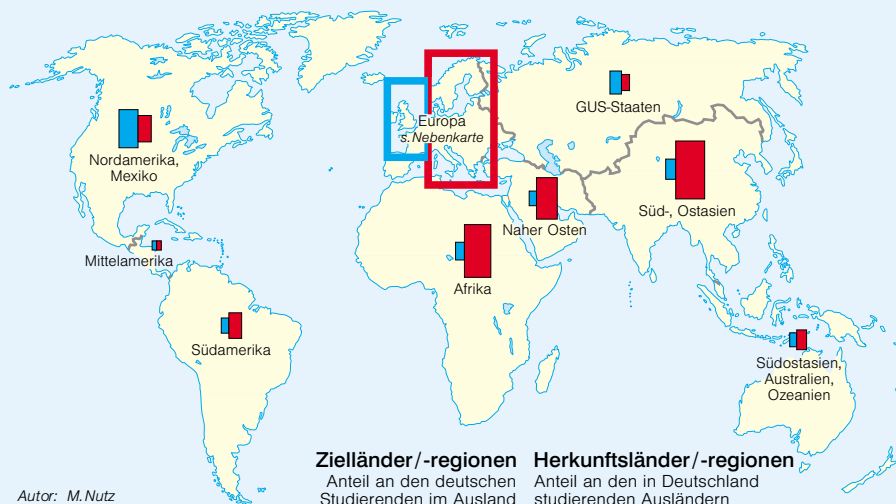 GUS-Staaten
Europa
s. Nebenkarte
Nordamerika,
Mexiko
Süd-, Ostasien
Naher Osten
Mittelamerika
Afrika
Südamerika
Südostasien,
Australien,
Ozeanien
Zielländer/-regionen
Anteil an den deutschen
Studierenden im Ausland
Herkunftsländer/-regionen
Anteil an den in Deutschland
studierenden Ausländern
Autor: M. Nutz